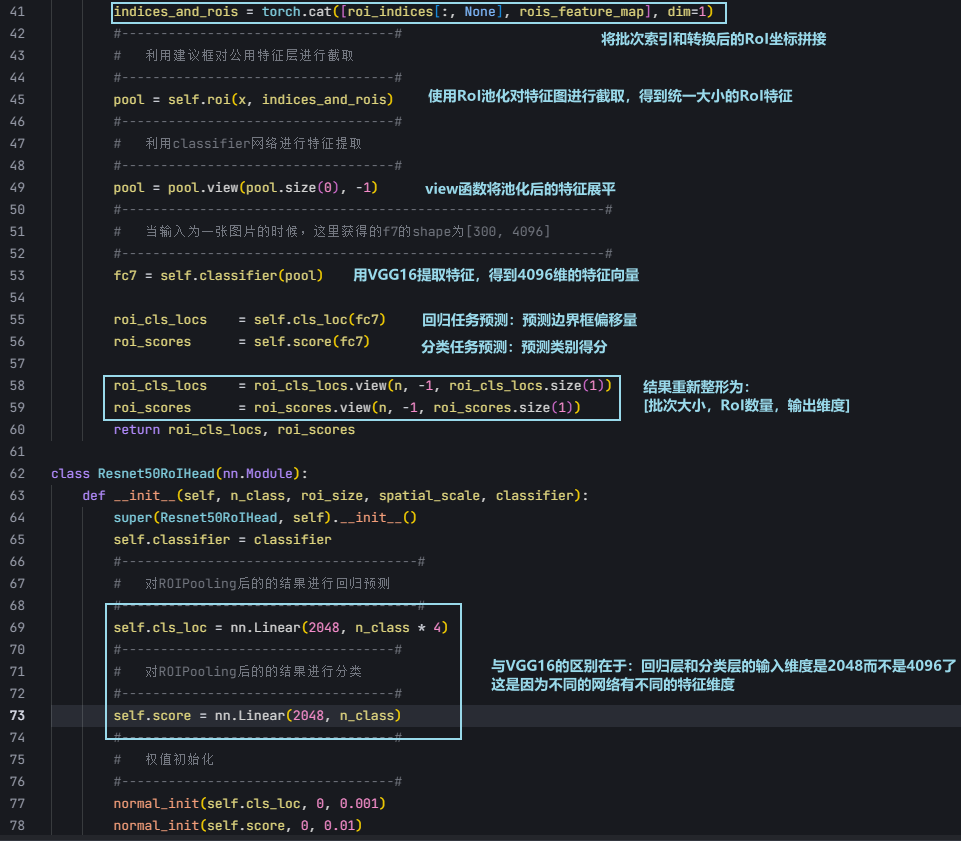 41 indices_and_rois = torch.cat([roi_indices[:, None], rois_feature_map], dim=1)
42 #-----------------------------------#
将批次索引和转换后的RoI坐标拼接
43 #   利用建议框对公用特征层进行截取
44 #-----------------------------------#
45 pool = self.roi(x, indices_and_rois)
使用RoI池化对特征图进行截取，得到统一大小的RoI特征
46 #-----------------------------------#
47 #   利用classifier网络进行特征提取
48 #-----------------------------------#
49 pool = pool.view(pool.size(0), -1)
view函数将池化后的特征展平
50 #--------------------------------------------------------------#
51 #   当输入为一张图片的时候，这里获得的f7的shape为[300, 4096]
52 #--------------------------------------------------------------#
53 fc7 = self.classifier(pool)
用VGG16提取特征，得到4096维的特征向量
54
55 roi_cls_locs    = self.cls_loc(fc7)
回归任务预测：预测边界框偏移量
56 roi_scores      = self.score(fc7)
分类任务预测：预测类别得分
57
58 roi_cls_locs    = roi_cls_locs.view(n, -1, roi_cls_locs.size(1))
结果重新整形为：
59 roi_scores      = roi_scores.view(n, -1, roi_scores.size(1))
[批次大小，RoI数量，输出维度]
60 return roi_cls_locs, roi_scores
61
62 class Resnet50RoIHead(nn.Module):
63 def __init__(self, n_class, roi_size, spatial_scale, classifier):
64 super(Resnet50RoIHead, self).__init__()
65 self.classifier = classifier
66 #--------------------------------------#
67 #   对ROIPooling后的的结果进行回归预测
68 #--------------------------------------#
69 self.cls_loc = nn.Linear(2048, n_class * 4)
70 #-----------------------------------#
71 #   对ROIPooling后的的结果进行分类
与VGG16的区别在于：回归层和分类层的输入维度是2048而不是4096了
72 #-----------------------------------#
这是因为不同的网络有不同的特征维度
73 self.score = nn.Linear(2048, n_class)
74 #-----------------------------------#
75 #   权值初始化
76 #-----------------------------------#
77 normal_init(self.cls_loc, 0, 0.001)
78 normal_init(self.score, 0, 0.01)